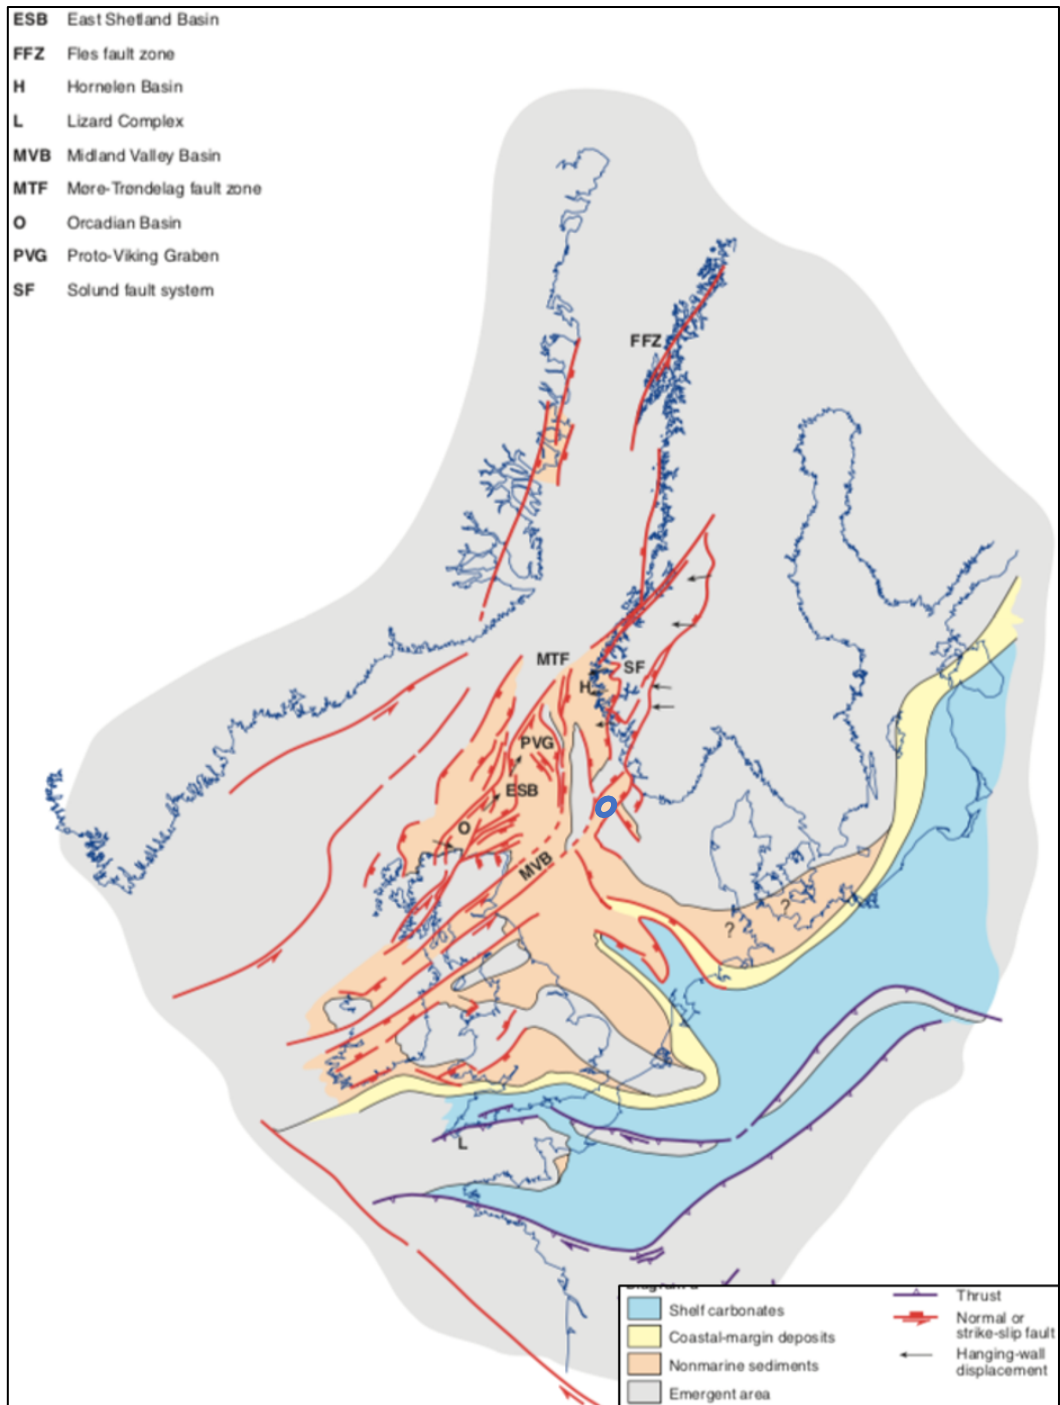 ESB East Shetland Basin
FFZ Fles fault zone
H Hornelen Basin
L Lizard Complex
MVB Midland Valley Basin
MTF Møre-Trøndelag fault zone
O Orcadian Basin
PVG Proto-Viking Graben
SF Solund fault system
FFZ
MTF
SF
H
PVG
ESB
O
MVB
?
?
L
Shelf carbonates
Coastal-margin deposits
Nonmarine sediments
Emergent area
Thrust
Normal or
strike-slip fault
Hanging-wall
displacement